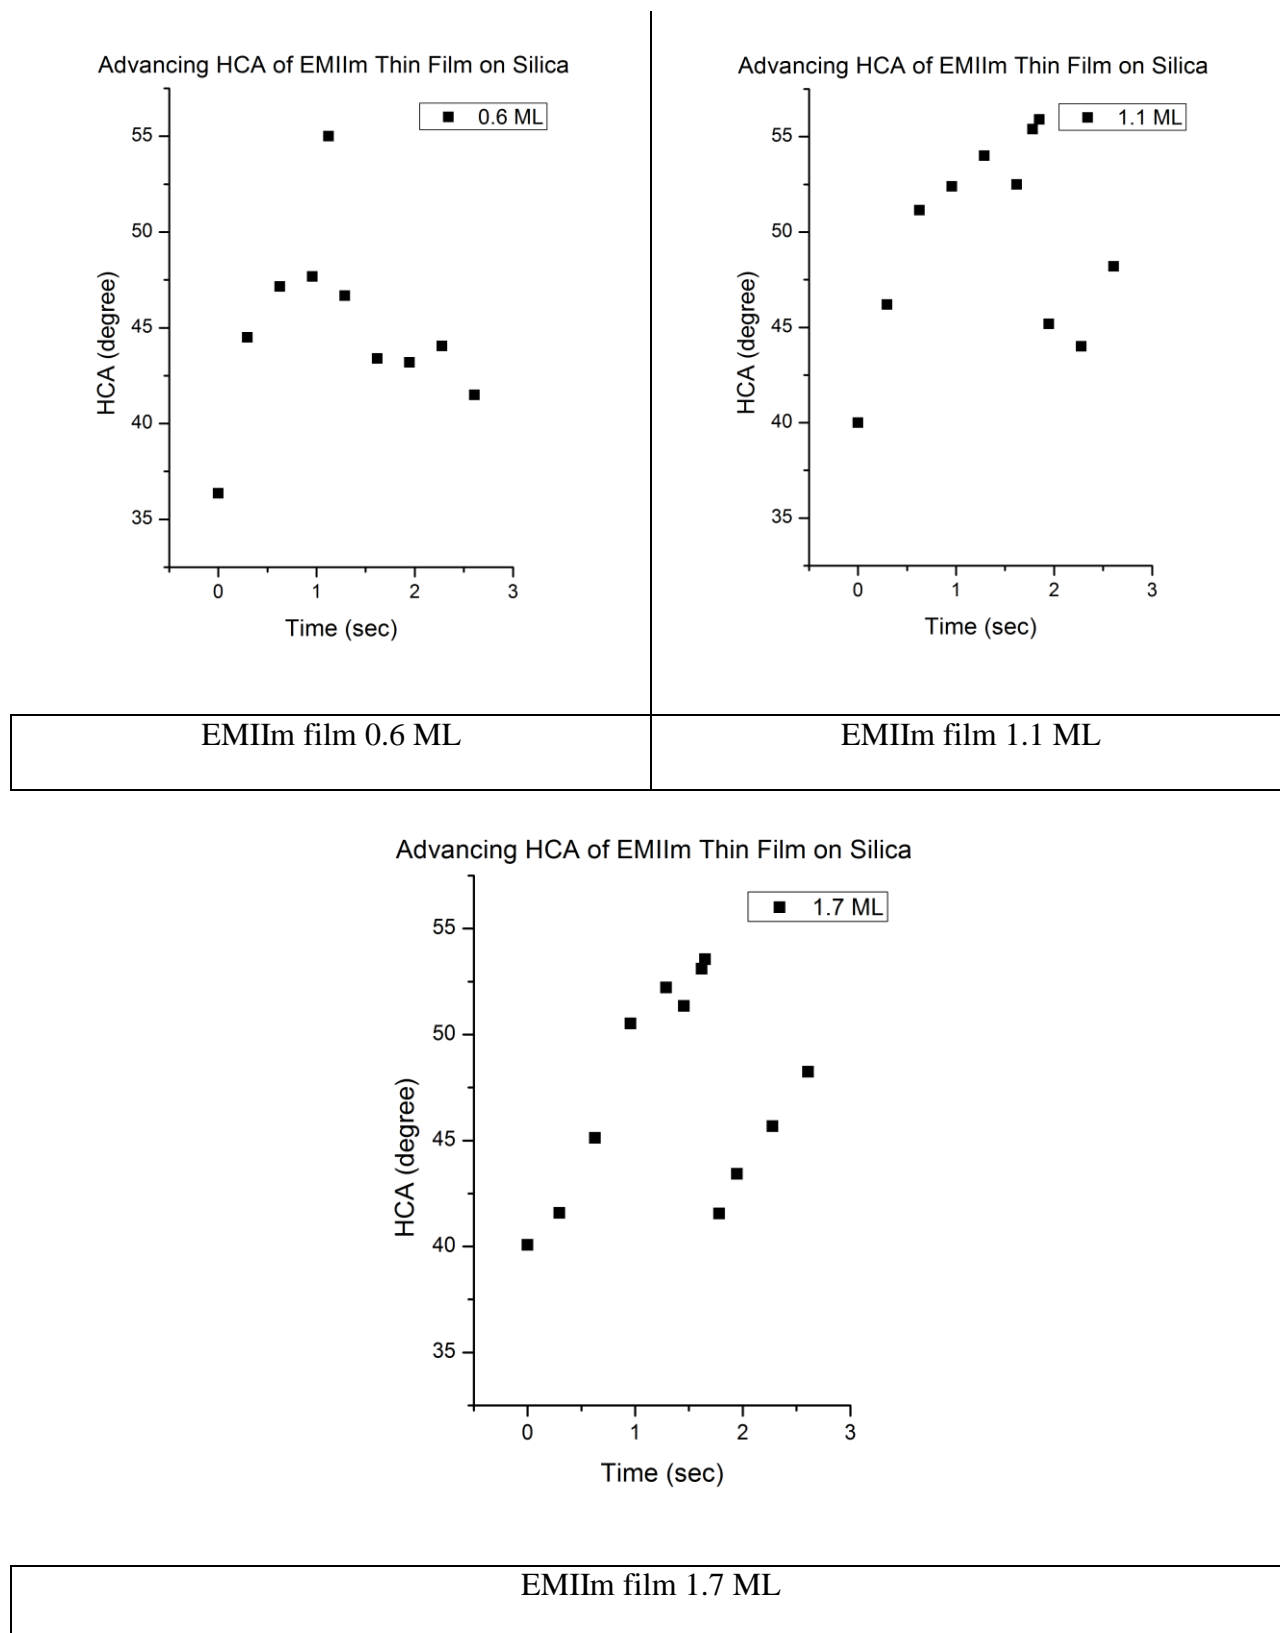 Advancing HCA of EMIIm Thin Film on Silica
0.6 ML
55
50
45
40
35
HCA (degree)
0 1 2 3
Time (sec)
Advancing HCA of EMIIm Thin Film on Silica
1.1 ML
55
50
45
40
35
HCA (degree)
0 1 2 3
Time (sec)
EMIIm film 0.6 ML
EMIIm film 1.1 ML
Advancing HCA of EMIIm Thin Film on Silica
1.7 ML
55
50
45
40
35
HCA (degree)
0 1 2 3
Time (sec)
EMIIm film 1.7 ML